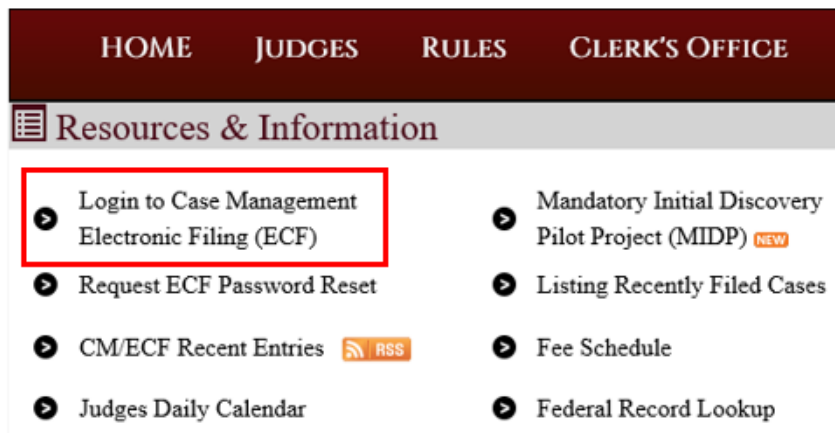 HOME JUDGES RULES CLERK'S OFFICE
Resources & Information
Login to Case Management
Electronic Filing (ECF)
Request ECF Password Reset
CM/ECF Recent Entries RSS
Judges Daily Calendar
Mandatory Initial Discovery
Pilot Project (MIDP) NEW
Listing Recently Filed Cases
Fee Schedule
Federal Record Lookup